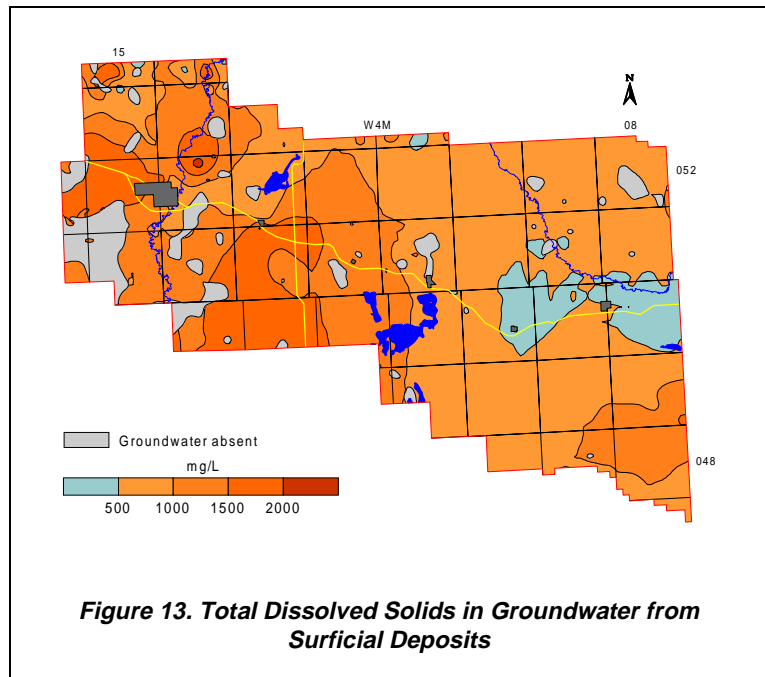 15
N
W4M
08
052
Groundwater absent
mg/L
048
500 1000 1500 2000
Figure 13. Total Dissolved Solids in Groundwater from
Surficial Deposits